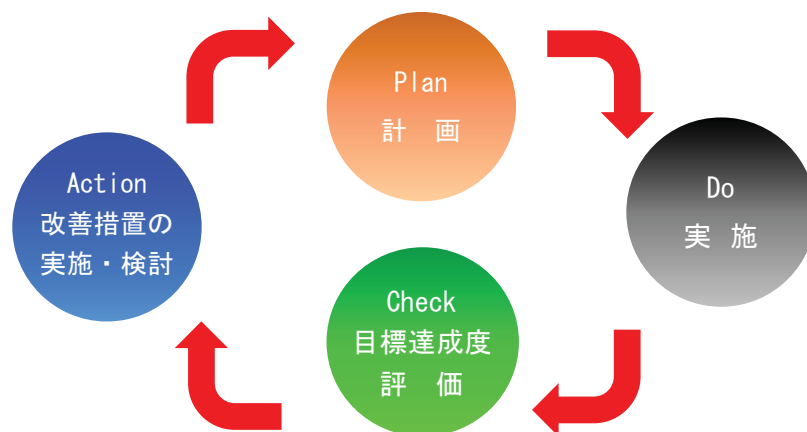 Plan
計　画
Do
実 施
Check
目標達成度
評　価
Action
改善措置の
実施・検討